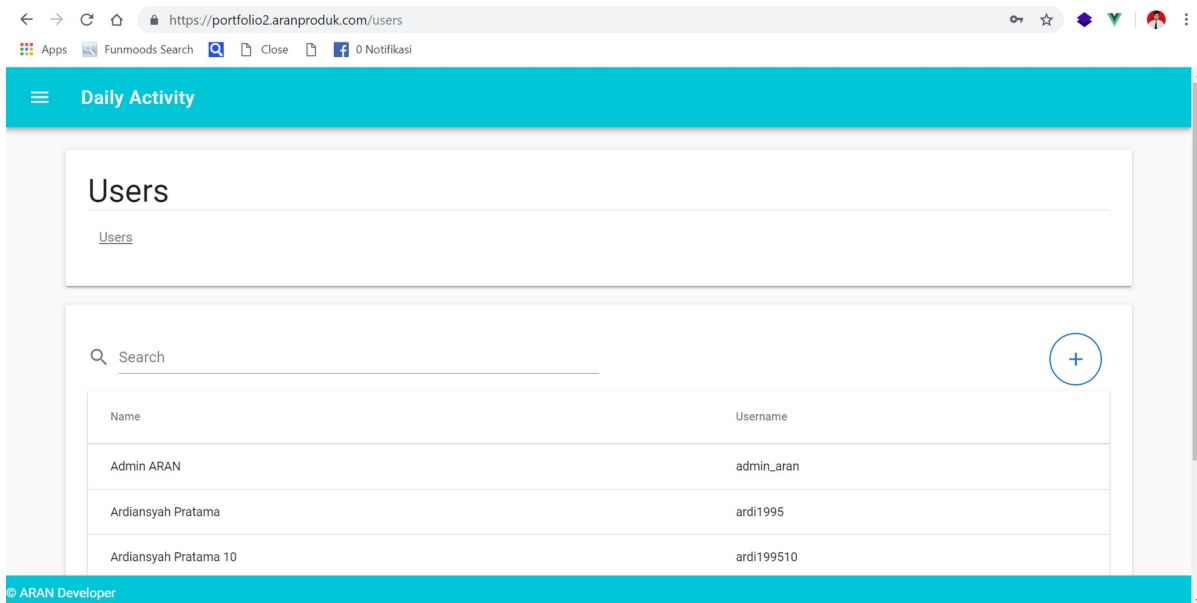 https://portfolio2.aranproduk.com/users
Apps Funmoods Search Close 0 Notifikasi
Daily Activity
Users
Users
Search
Name Username
Admin ARAN admin_aran
Ardiansyah Pratama ardi1995
Ardiansyah Pratama 10 ardi199510
© ARAN Developer